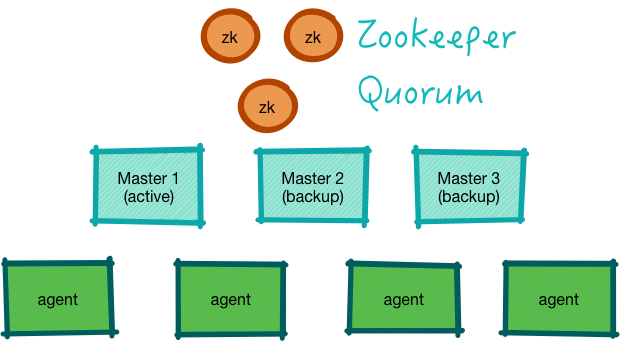 zk
zk
Zookeeper
Quorum
zk
Master 1
(active)
Master 2
(backup)
Master 3
(backup)
agent
agent
agent
agent